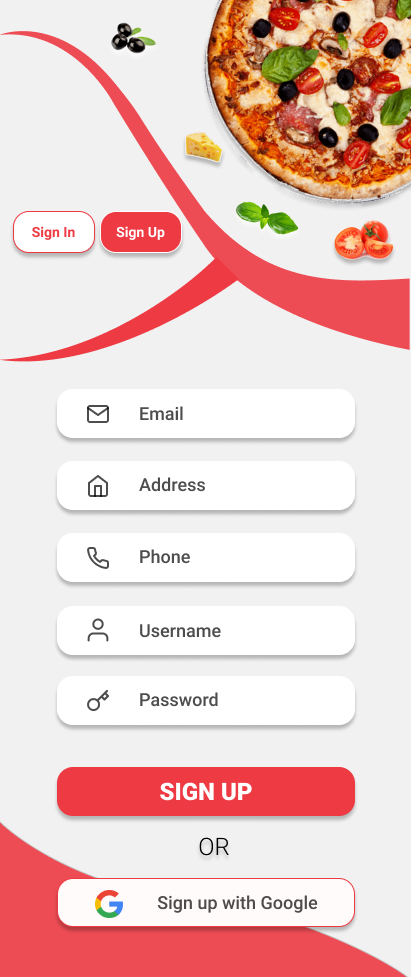 Sign In
Sign Up
Email
Address
Phone
Username
Password
SIGN UP
OR
Sign up with Google